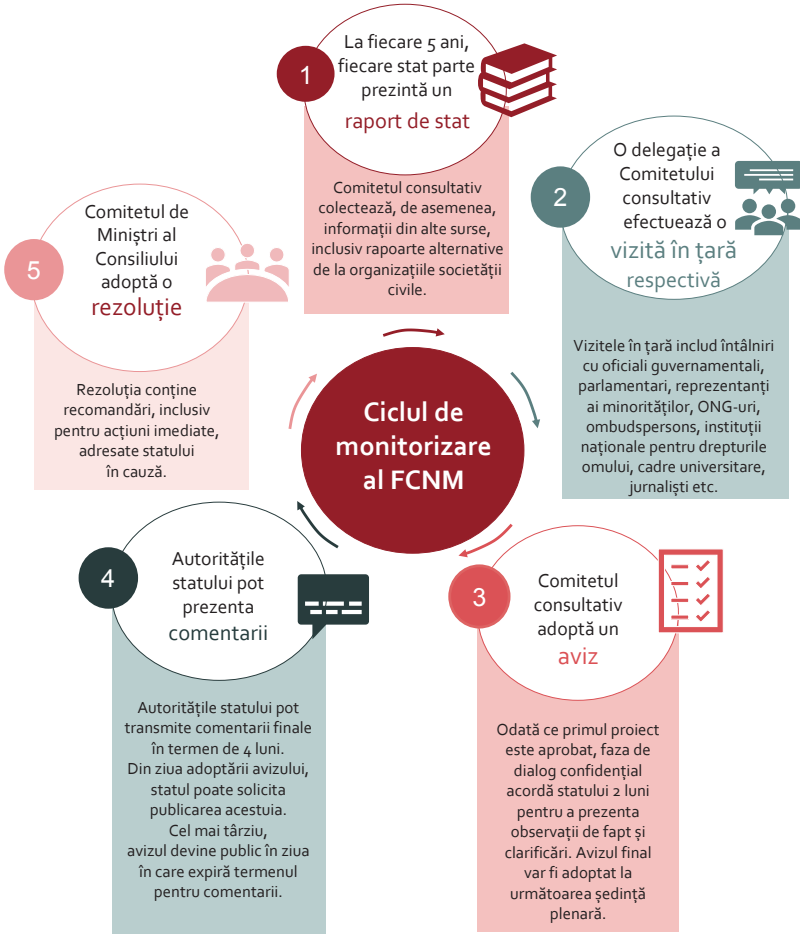 1
La fiecare 5 ani,
fiecare stat parte
prezintă un
raport de stat
Comitetul consultativ
colectează, de asemenea,
informații din alte surse,
inclusiv rapoarte alternative
de la organizațiile societății
civile.
2
O delegație a
Comitetului
consultativ
efectuează o
vizită în țară
respectivă
Vizitele în țară includ întâlniri
cu oficiali guvernamentali,
parlamentari, reprezentanți
ai minorităților, ONG-uri,
ombudspersons, instituții
naționale pentru drepturile
omului, cadre universitare,
jurnaliști etc.
3
Comitetul
consultativ
adoptă un
aviz
Odată ce primul proiect
este aprobat, faza de
dialog confidențial
acordă statului 2 luni
pentru a prezenta
observații de fapt și
clarificări. Avizul final
var fi adoptat la
următoarea ședință
plenară.
4
Autoritățile
statului pot
prezenta
comentarii
Autoritățile statului pot
transmite comentarii finale
în termen de 4 luni.
Din ziua adoptării avizului,
statul poate solicita
publicarea acestuia.
Cel mai târziu,
avizul devine public în ziua
în care expiră termenul
pentru comentarii.
5
Comitetul de
Miniștri al
Consiliului
adoptă o
rezoluție
Rezoluția conține
recomandări, inclusiv
pentru acțiuni imediate,
adresate statului
în cauză.
Ciclul de
monitorizare
al FCNM